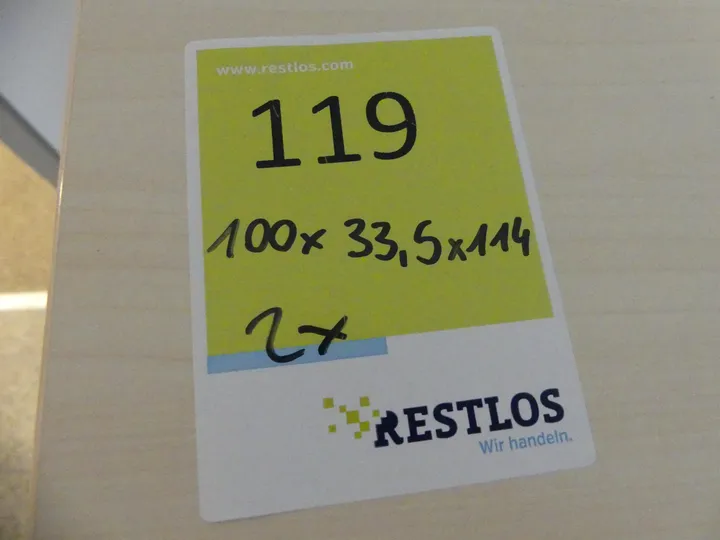 www.restlos.com
119
100x 33,5x114
2x
RESTLOS
Wir handeln.